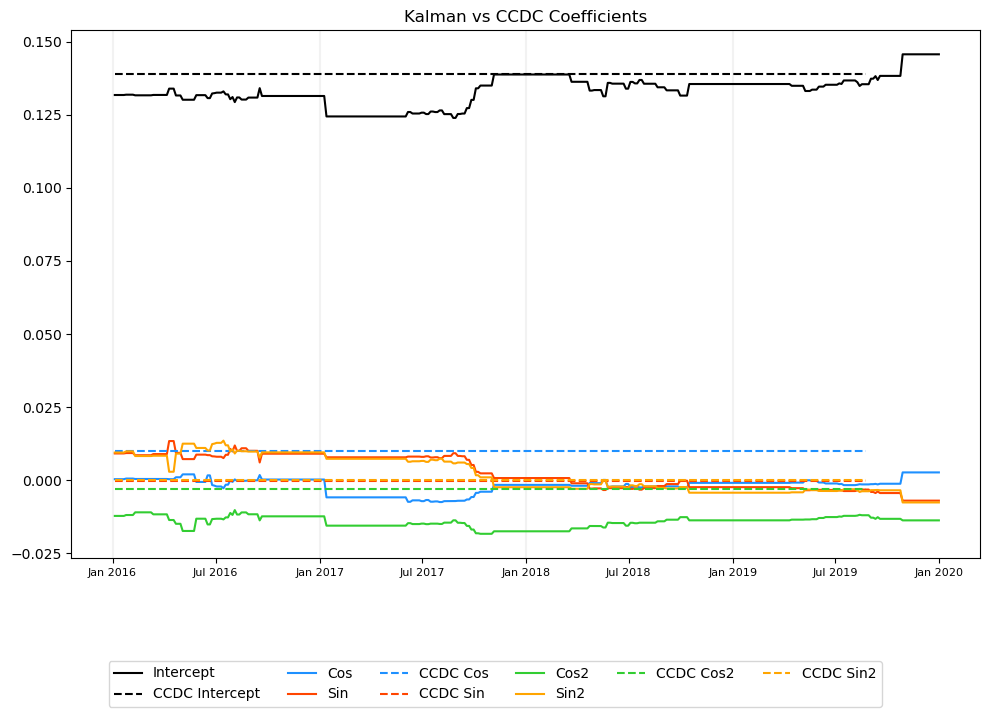 Kalman vs CCDC Coefficients
0.150
0.125
0.100
0.075
0.050
0.025
0.000
−0.025
Jan 2016 Jul 2016 Jan 2017 Jul 2017 Jan 2018 Jul 2018 Jan 2019 Jul 2019 Jan 2020
Intercept Cos CCDC Cos Cos2 CCDC Cos2 CCDC Sin2
CCDC Intercept Sin CCDC Sin Sin2